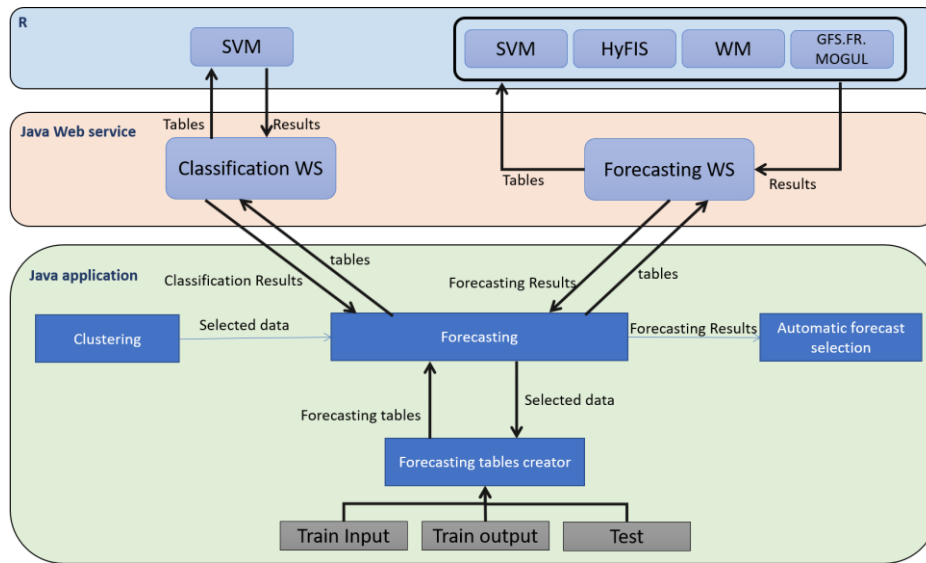 R
SVM
SVM
HyFIS
WM
GFS.FR.
MOGUL
Tables
Results
Java Web service
Classification WS
Forecasting WS
Tables
Results
Java application
Classification Results
tables
Forecasting Results
tables
Clustering
Selected data
Forecasting
Forecasting Results
Automatic forecast
selection
Forecasting tables
Selected data
Forecasting tables creator
Train Input
Train output
Test